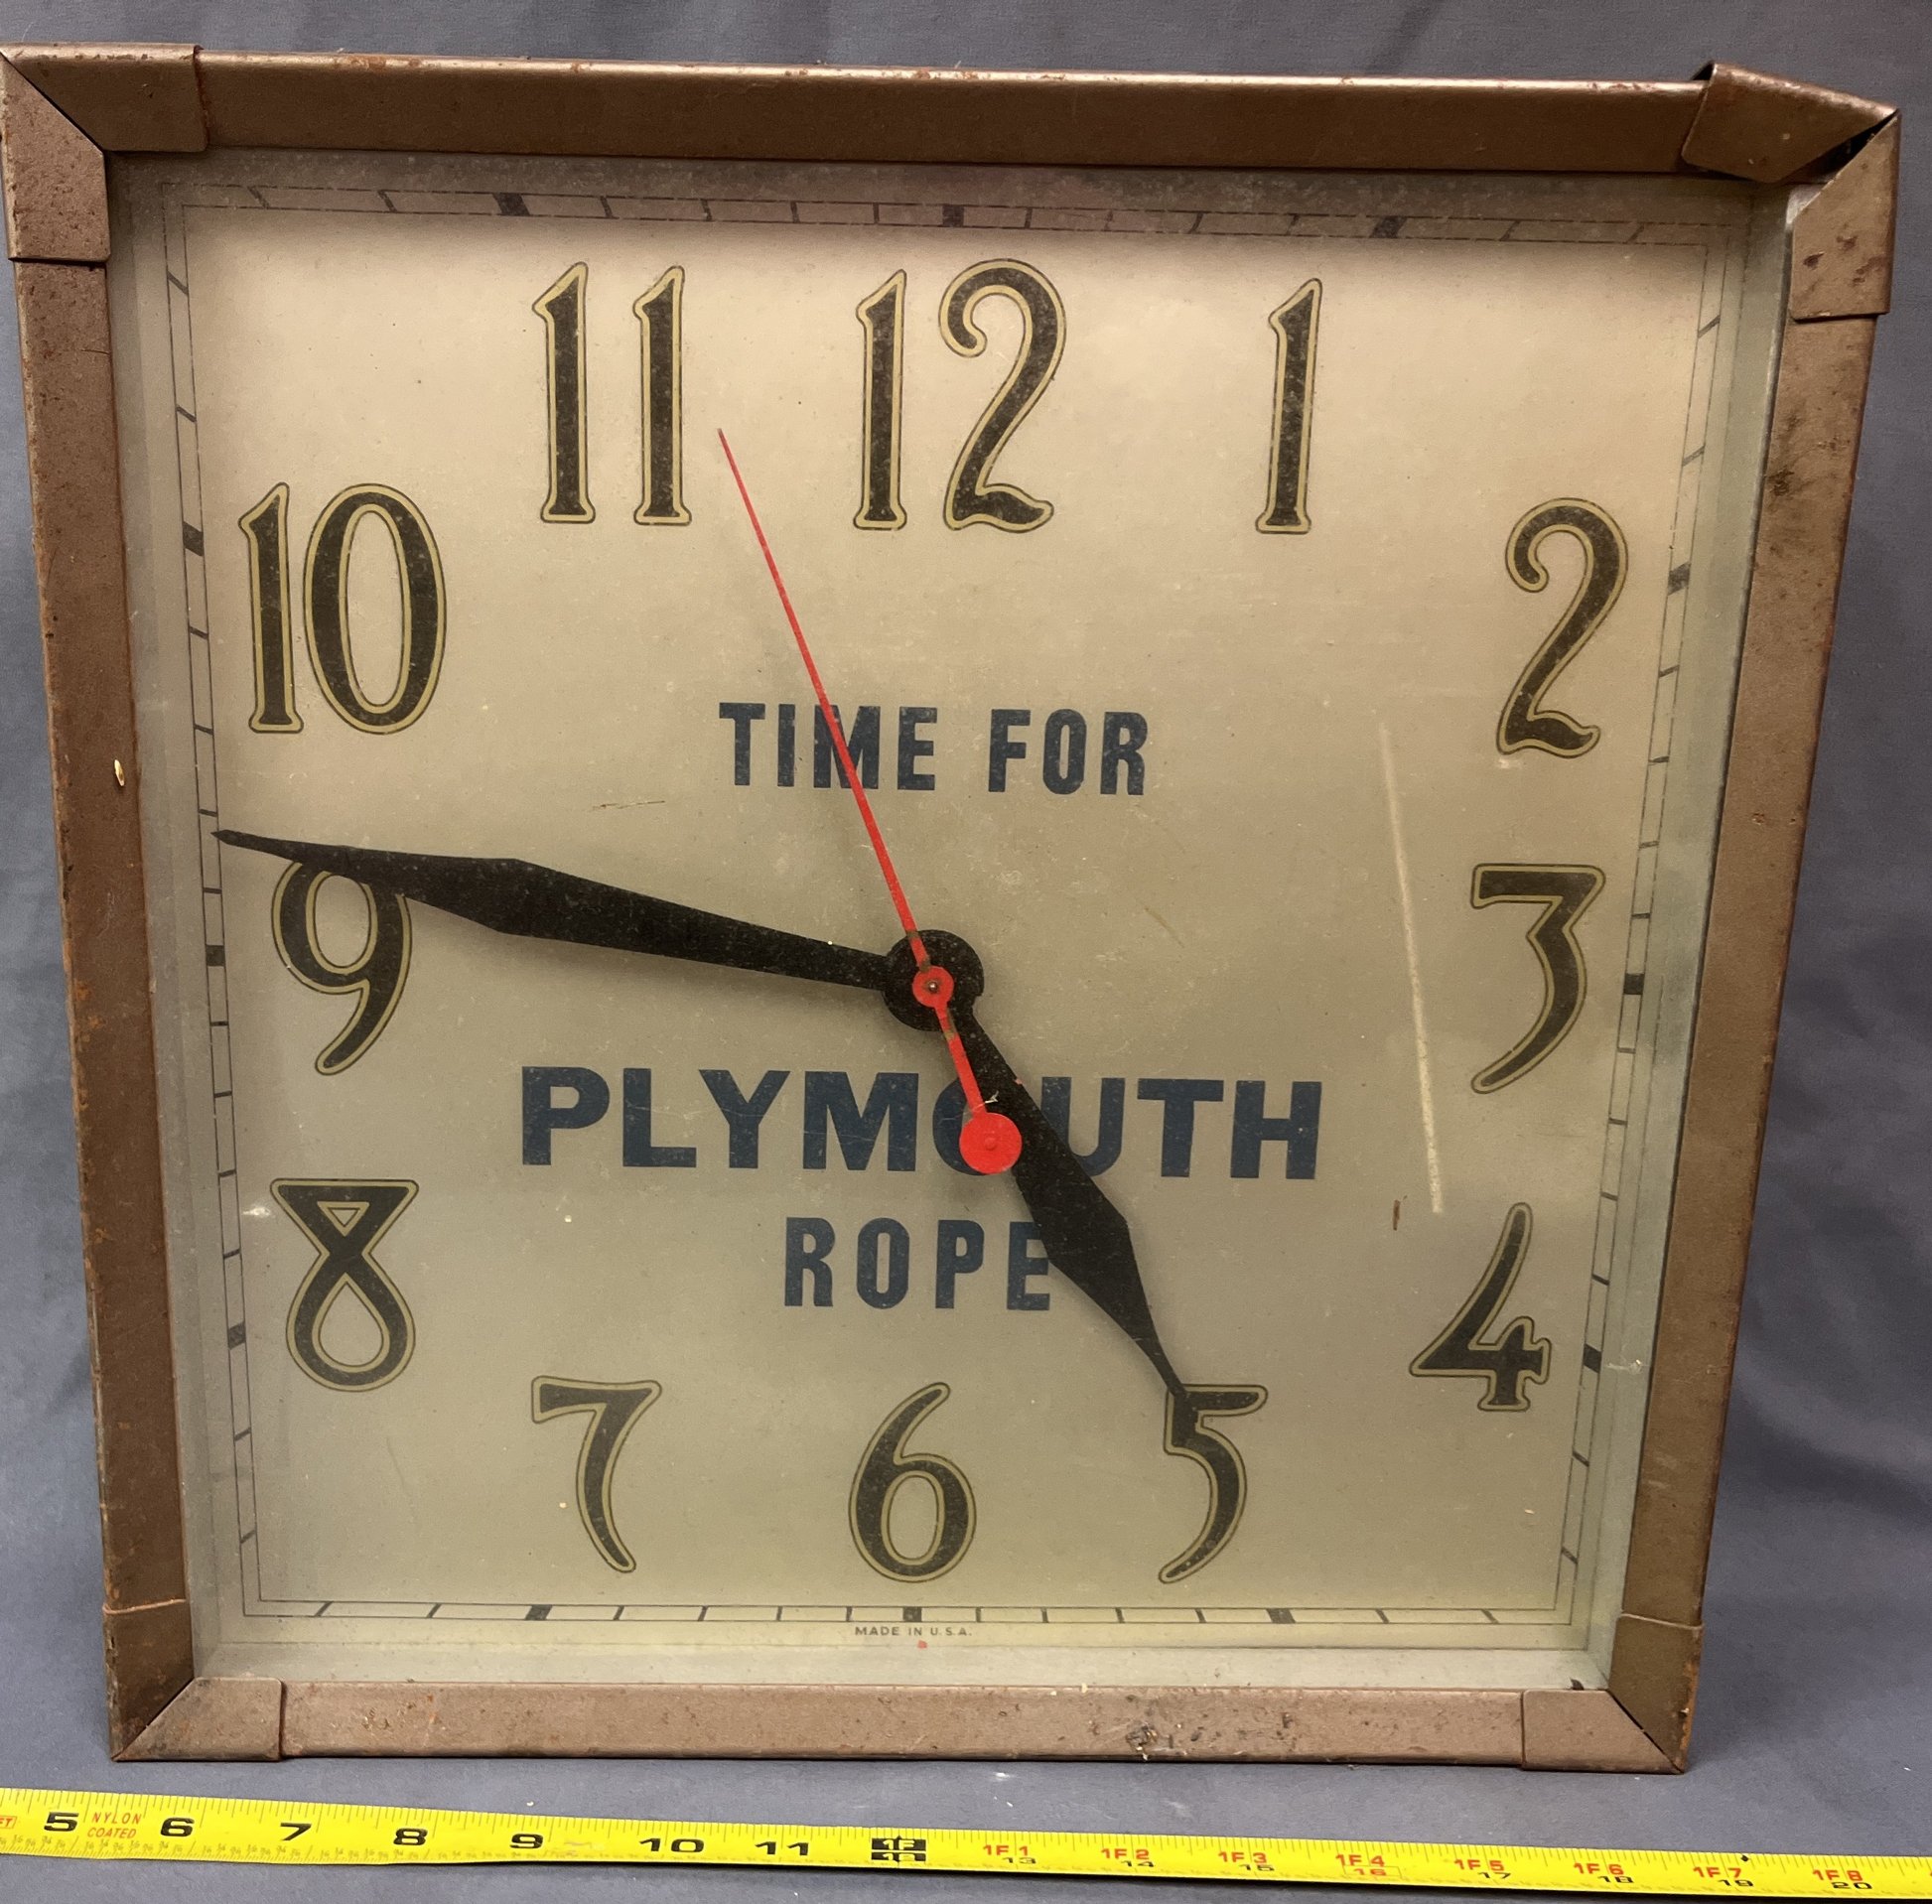 11 12 1
10 2
TIME FOR
9 3
PLYMOUTH
8 ROPE 4
7 6 5
MADE IN U.S.A.
5 NYLON COATED 6 7 8 9 10 11 1F 1F1 1F2 1F3 1F4 1F5 1F6 1F7 1F8
13 14 15 16 17 18 19 20